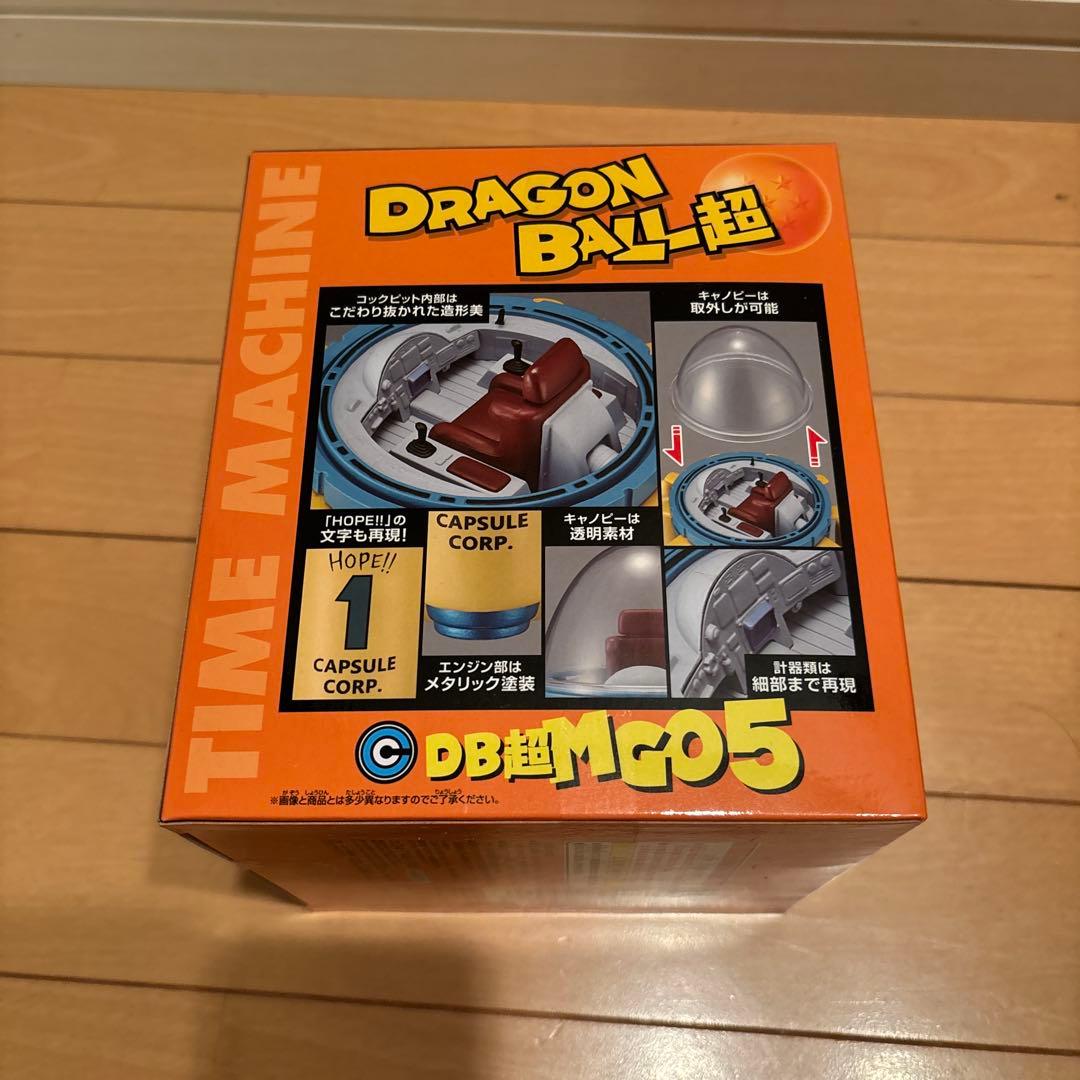 TIME MACHINE
DRAGON
BALL超
コックピット内部は
こだわり抜かれた造形美
キャノピーは
取外しが可能
「HOPE!!」の
文字も再現!
HOPE!!
1
CAPSULE
CORP.
CAPSULE
CORP.
エンジン部は
メタリック塗装
キャノピーは
透明素材
計器類は
細部まで再現
C DB超MG05
※画像と商品とは多少異なりますのでご了承ください。